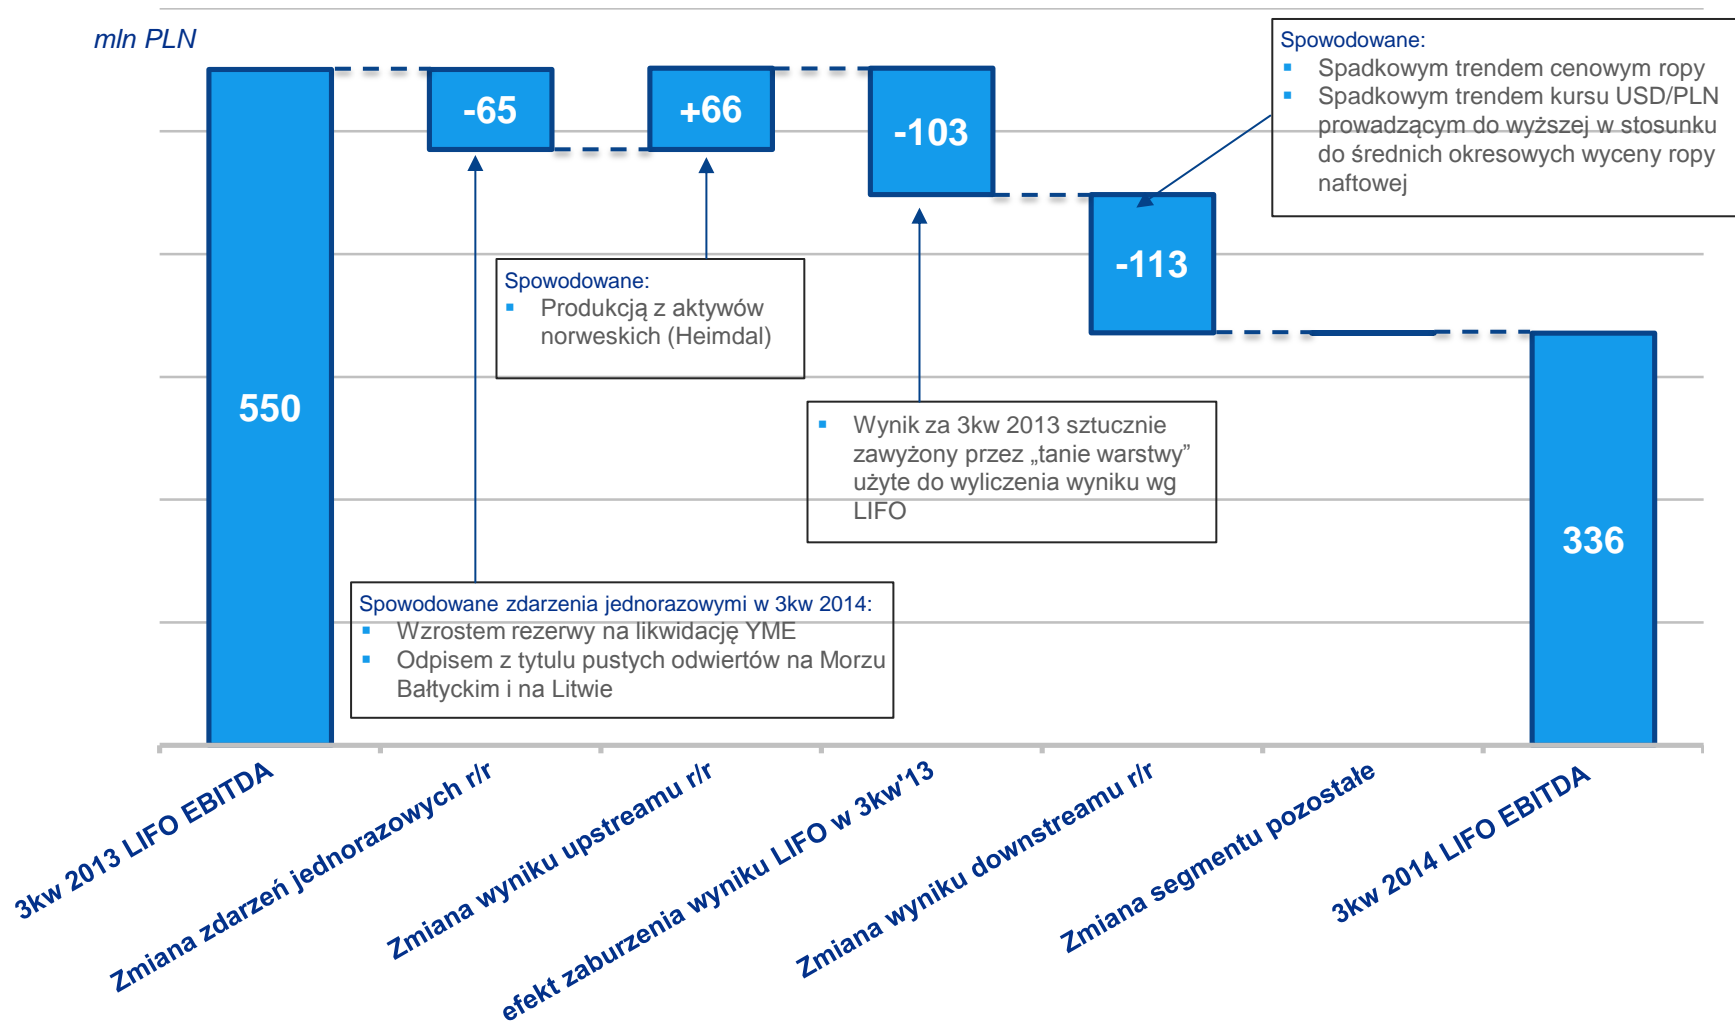 mln PLN
550
-65
+66
-103
-113
336
Spowodowane:
Spadkowym trendem cenowym ropy
Spadkowym trendem kursu USD/PLN
prowadzącym do wyższej w stosunku
do średnich okresowych wyceny ropy
naftowej
Spowodowane:
Produkcją z aktywów
norweskich (Heimdal)
Wynik za 3kw 2013 sztucznie
zawyżony przez „tanie warstwy”
użyte do wyliczenia wyniku wg
LIFO
Spowodowane zdarzenia jednorazowymi w 3kw 2014:
Wzrostem rezerwy na likwidację YME
Odpisem z tytulu pustych odwiertów na Morzu
Bałtyckim i na Litwie
3kw 2013 LIFO EBITDA
Zmiana zdarzeń jednorazowych r/r
Zmiana wyniku upstreamu r/r
efekt zaburzenia wyniku LIFO w 3kw'13
Zmiana wyniku downstreamu r/r
Zmiana segmentu pozostałe
3kw 2014 LIFO EBITDA